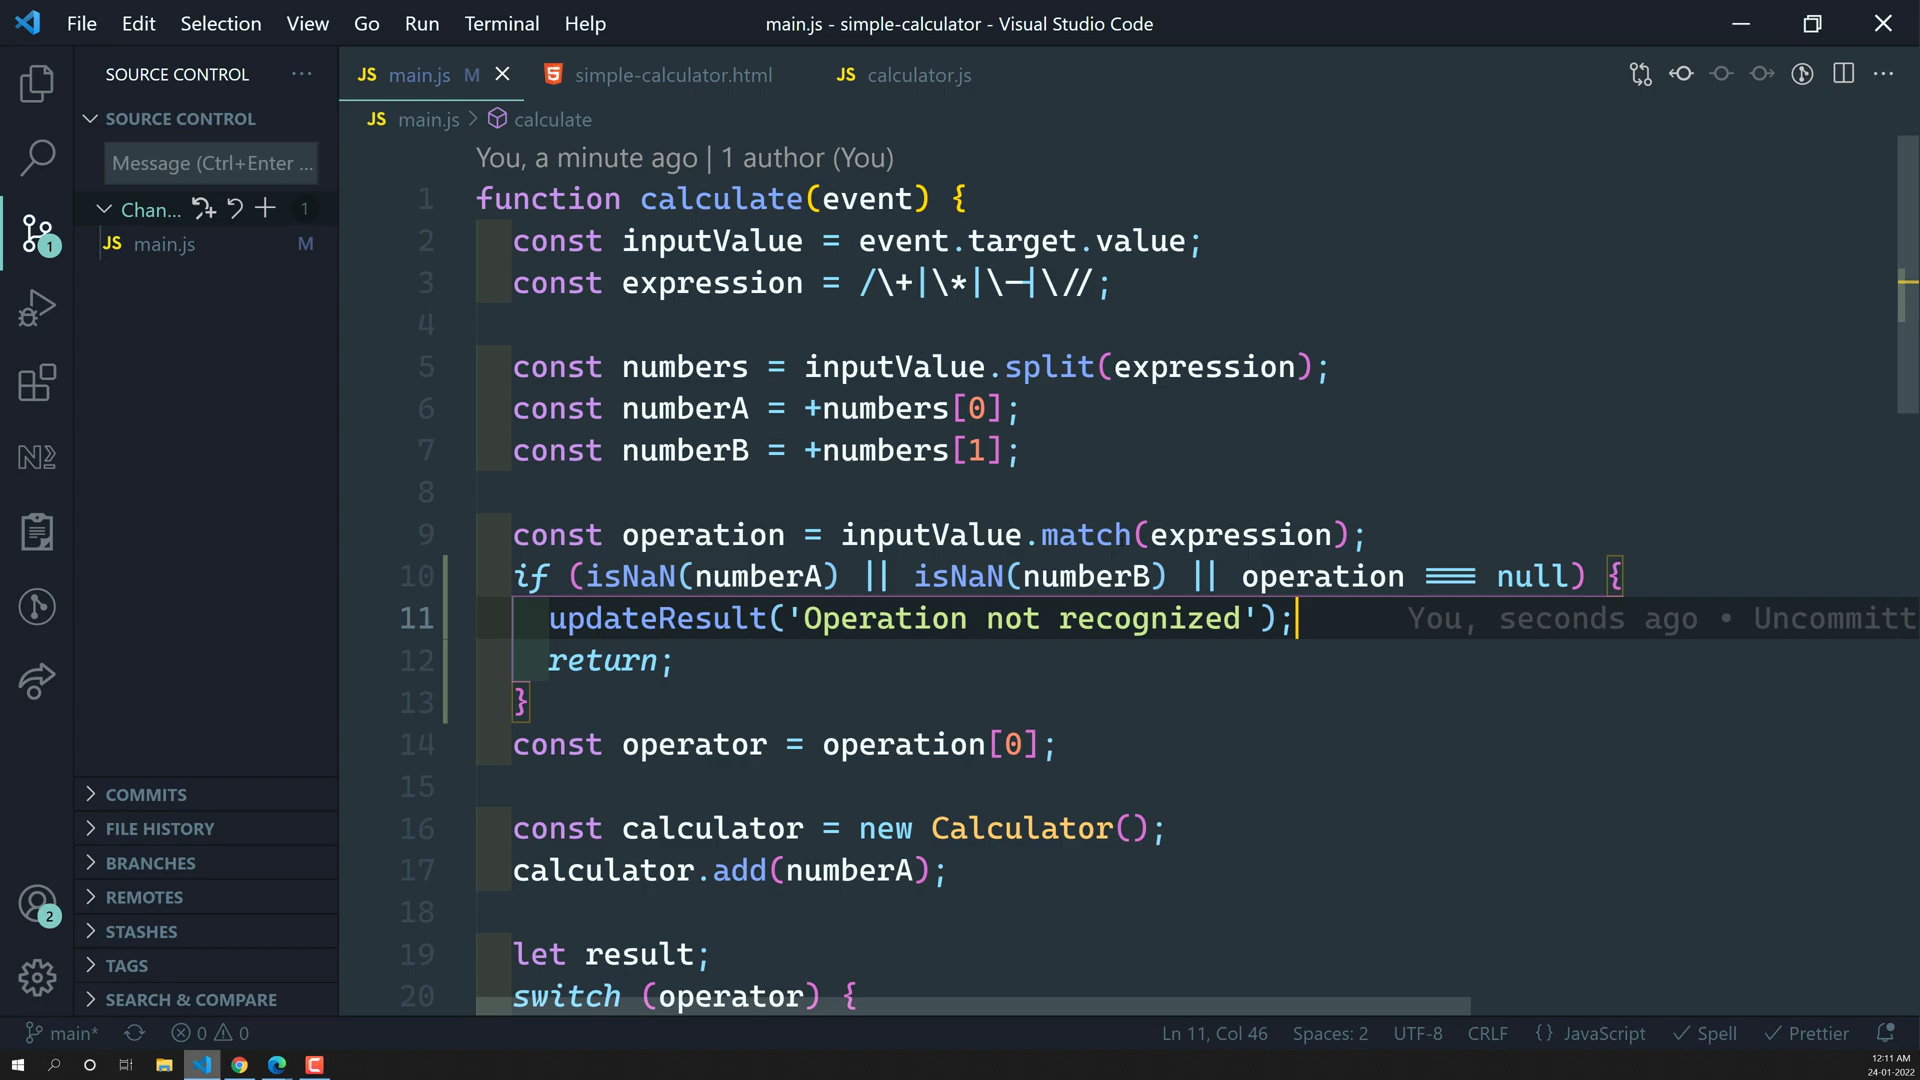 File Edit Selection View Go Run Terminal Help
main.js - simple-calculator - Visual Studio Code
SOURCE CONTROL
SOURCE CONTROL
Message (Ctrl+Enter ...
Chan... 1
JS main.js M
COMMITS
FILE HISTORY
BRANCHES
REMOTES
STASHES
TAGS
SEARCH & COMPARE
1
2
JS main.js M
5 simple-calculator.html
JS calculator.js
JS main.js > calculate
You, a minute ago | 1 author (You)
1 function calculate(event) {
2 const inputValue = event.target.value;
3 const expression = /\+|\*|\-|\//;
4
5 const numbers = inputValue.split(expression);
6 const numberA = +numbers[0];
7 const numberB = +numbers[1];
8
9 const operation = inputValue.match(expression);
10 if (isNaN(numberA) || isNaN(numberB) || operation === null) {
11 updateResult('Operation not recognized'); You, seconds ago • Uncommitt
12 return;
13 }
14 const operator = operation[0];
15
16 const calculator = new Calculator();
17 calculator.add(numberA);
18
19 let result;
20 switch (operator) {
main* 0 0
Ln 11, Col 46 Spaces: 2 UTF-8 CRLF {} JavaScript Spell Prettier
12:11 AM
24-01-2022